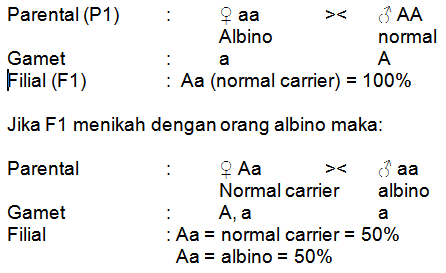 Parental (P1) : ♀ aa >< ♂ AA
Albino normal
Gamet : a A
Filial (F1) : Aa (normal carrier) = 100%
Jika F1 menikah dengan orang albino maka:
Parental : ♀ Aa >< ♂ aa
Normal carrier albino
Gamet : A, a a
Filial : Aa = normal carrier = 50%
Aa = albino = 50%